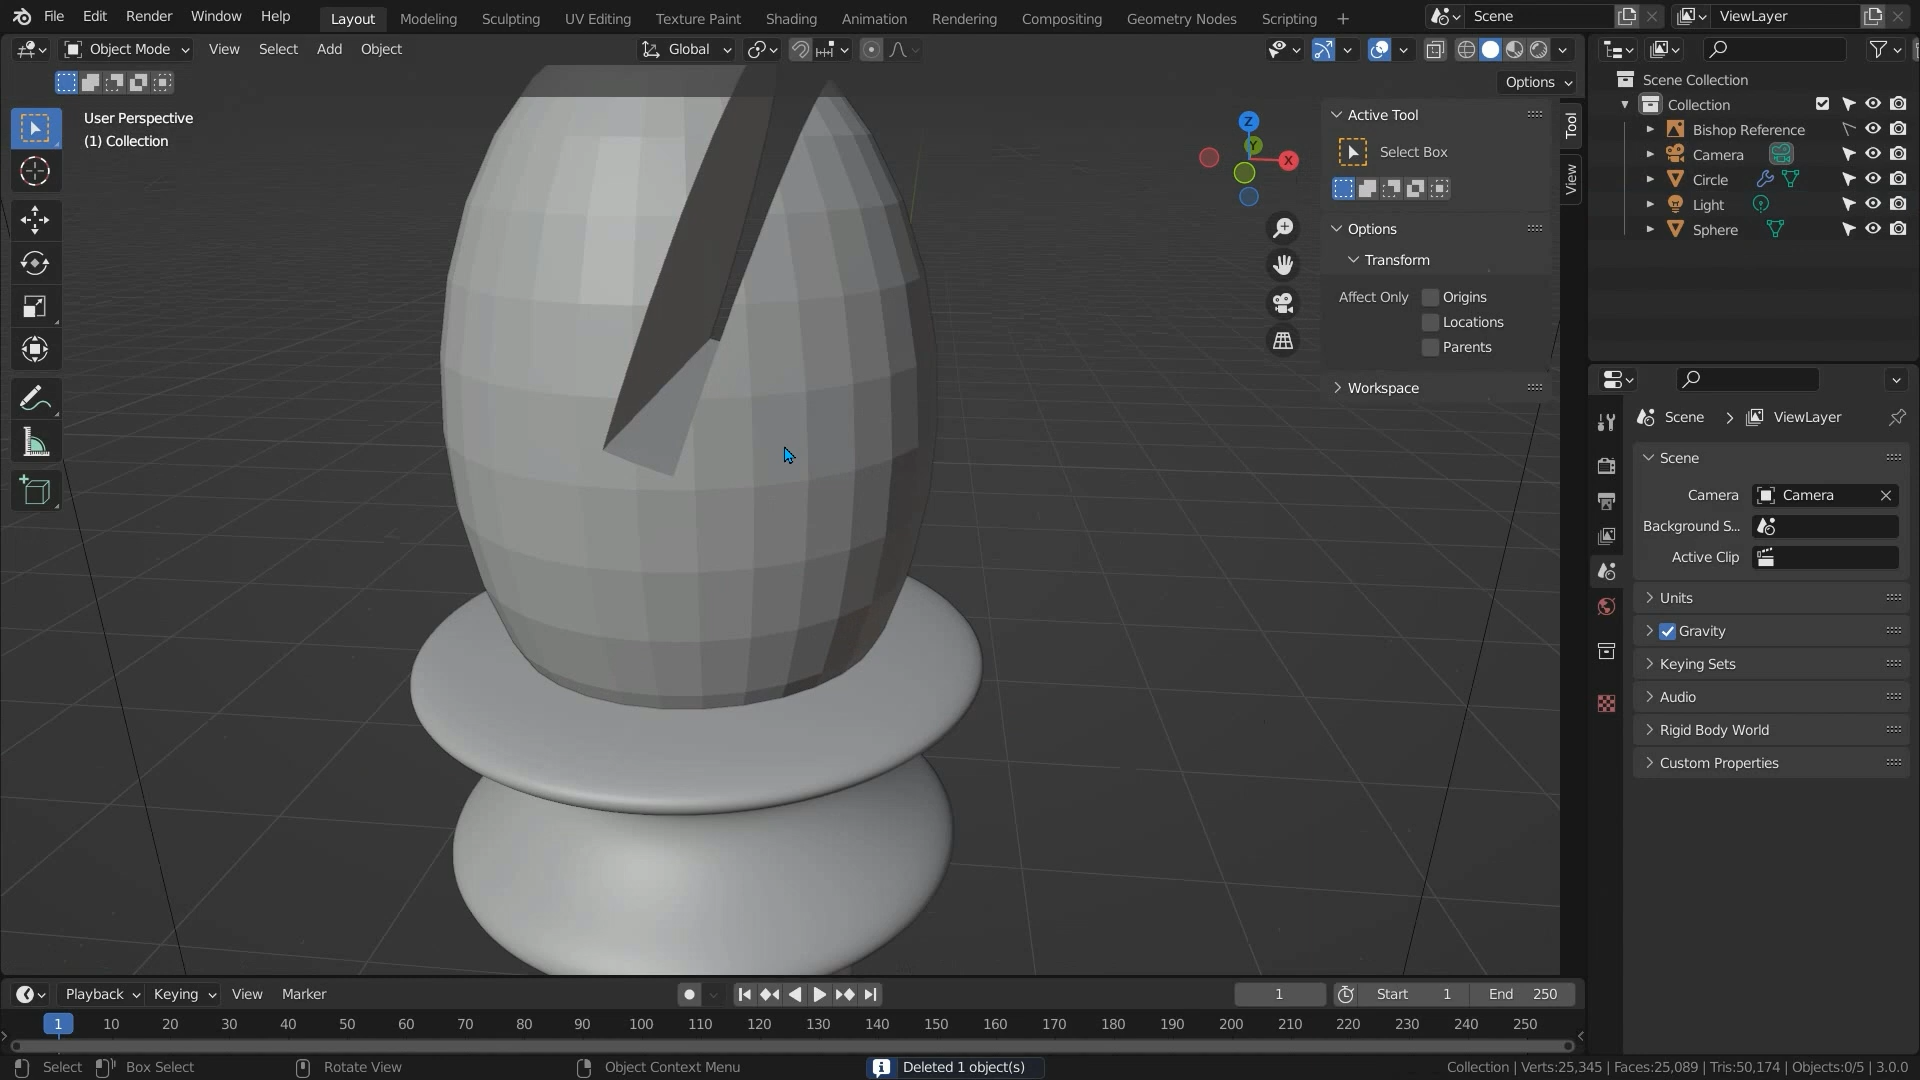 File Edit Render Window Help Layout Modeling Sculpting UV Editing Texture Paint Shading Animation Rendering Compositing Geometry Nodes Scripting + Scene ViewLayer
Object Mode View Select Add Object Global
Options
User Perspective
(1) Collection
Z
Y
X
Active Tool
Select Box
Options
Transform
Affect Only Origins
Locations
Parents
Workspace
Tool
View
Scene Collection
Collection
Bishop Reference
Camera
Circle
Light
Sphere
Scene ViewLayer
Scene
Camera Camera
Background S...
Active Clip
Units
Gravity
Keying Sets
Audio
Rigid Body World
Custom Properties
Playback Keying View Marker 1 Start 1 End 250
1 10 20 30 40 50 60 70 80 90 100 110 120 130 140 150 160 170 180 190 200 210 220 230 240 250
Select Box Select Rotate View Object Context Menu Deleted 1 object(s) Collection | Verts:25,345 | Faces:25,089 | Tris:50,174 | Objects:0/5 | 3.0.0